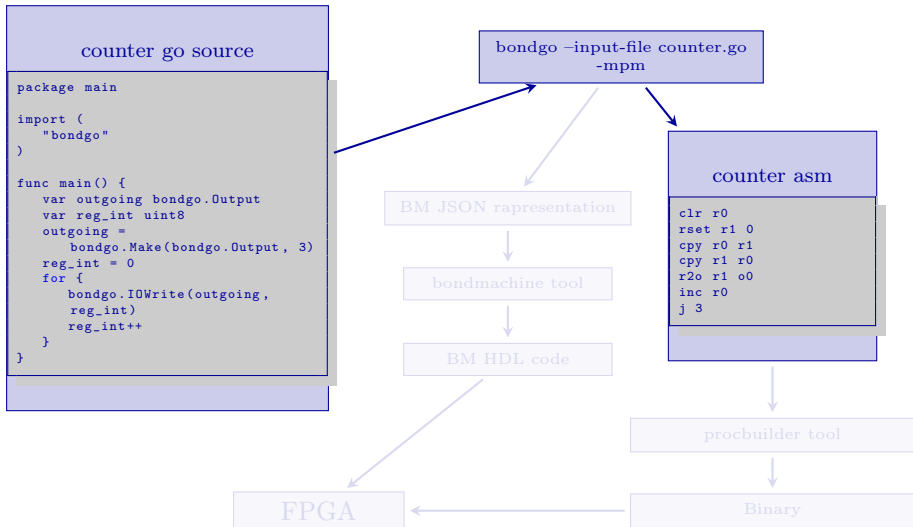 counter go source
package main
import (
"bondgo"
)
func main() {
var outgoing bondgo.Output
var reg_int uint8
outgoing =
bondgo.Make(bondgo.Output, 3)
reg_int = 0
for {
bondgo.IOWrite(outgoing,
reg_int)
reg_int++
}
}
bondgo –input-file counter.go
-mpm
BM JSON rapresentation
bondmachine tool
BM HDL code
FPGA
counter asm
clr r0
rset r1 0
cpy r0 r1
cpy r1 r0
r2o r1 o0
inc r0
j 3
procbuilder tool
Binary